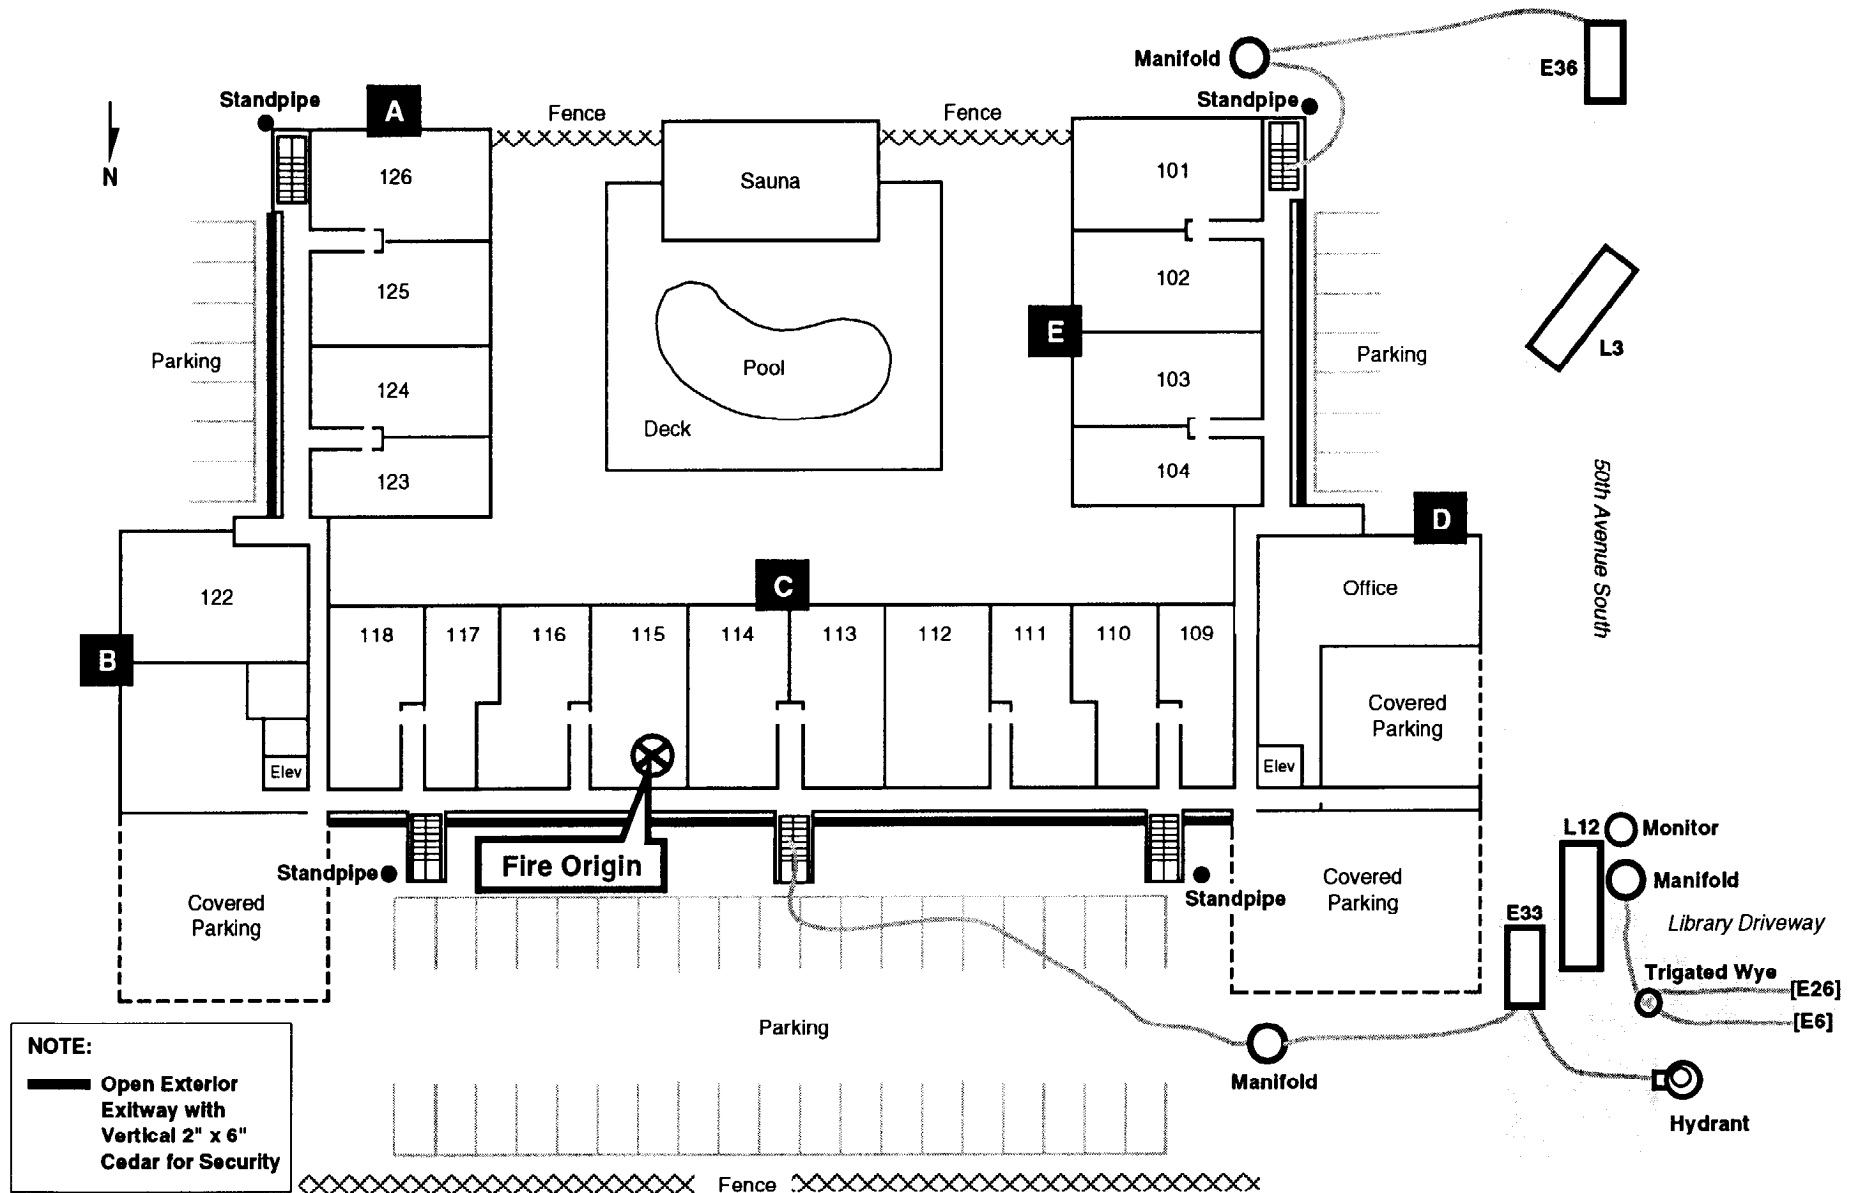 Manifold
E36
Standpipe
A
Fence
Fence
Standpipe
N
126
Sauna
101
125
102
E
L3
Parking
Pool
Parking
124
103
Deck
123
104
50th Avenue South
D
C
122
Office
118
117
116
115
114
113
112
111
110
109
B
Covered
Parking
Elev
Elev
L12
Monitor
Fire Origin
Standpipe
Manifold
Standpipe
Covered
Parking
Covered
Parking
E33
Library Driveway
Trigated Wye
[E26]
[E6]
Parking
Manifold
Hydrant
NOTE:
Open Exterior
Exitway with
Vertical 2" x 6"
Cedar for Security
Fence